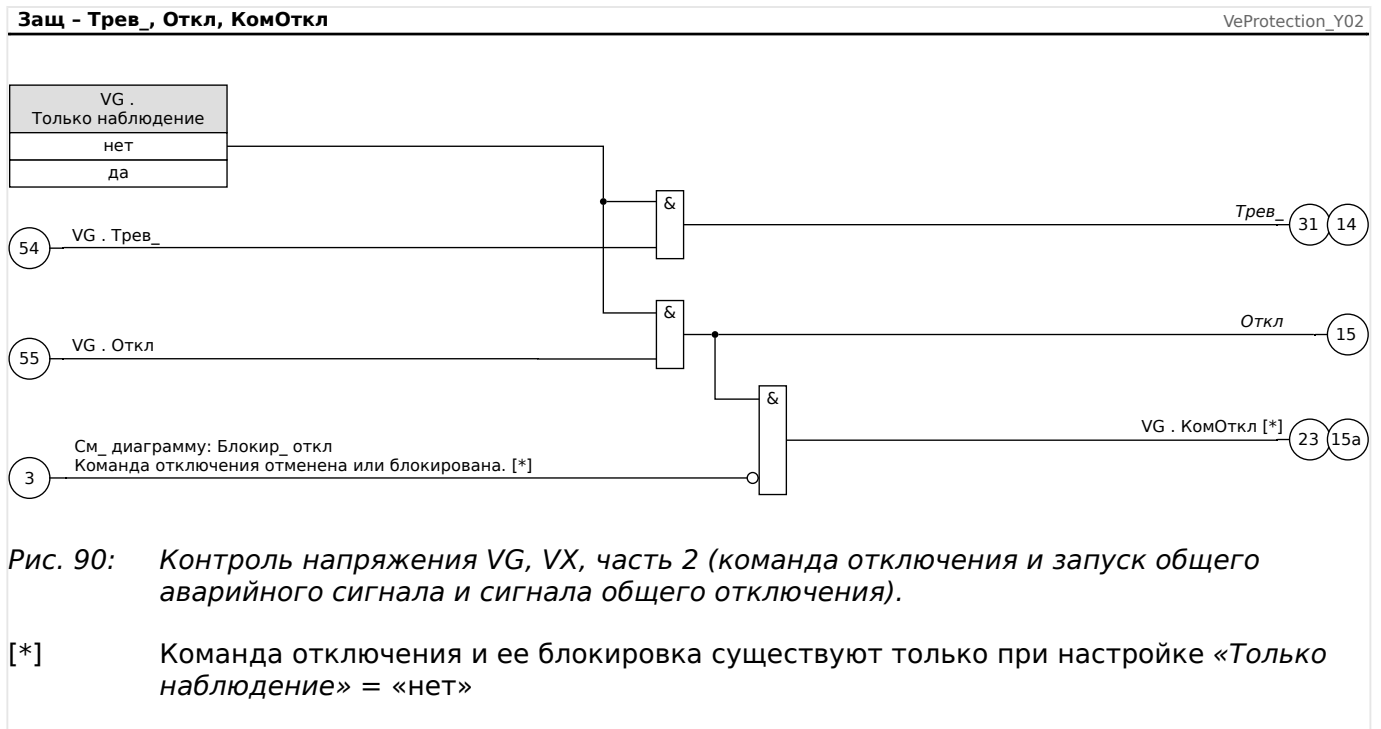 Защ – Трев_, Откл, КомОткл
VeProtection_Y02
VG .
Только наблюдение
нет
да
&
Трев_
31
14
54
VG . Трев_
&
Откл
15
55
VG . Откл
&
VG . КомОткл [*]
23
15a
См_ диаграмму: Блокир_ откл
Команда отключения отменена или блокирована. [*]
3
Рис. 90: Контроль напряжения VG, VX, часть 2 (команда отключения и запуск общего
аварийного сигнала и сигнала общего отключения).
[*] Команда отключения и ее блокировка существуют только при настройке «Только
наблюдение» = «нет»